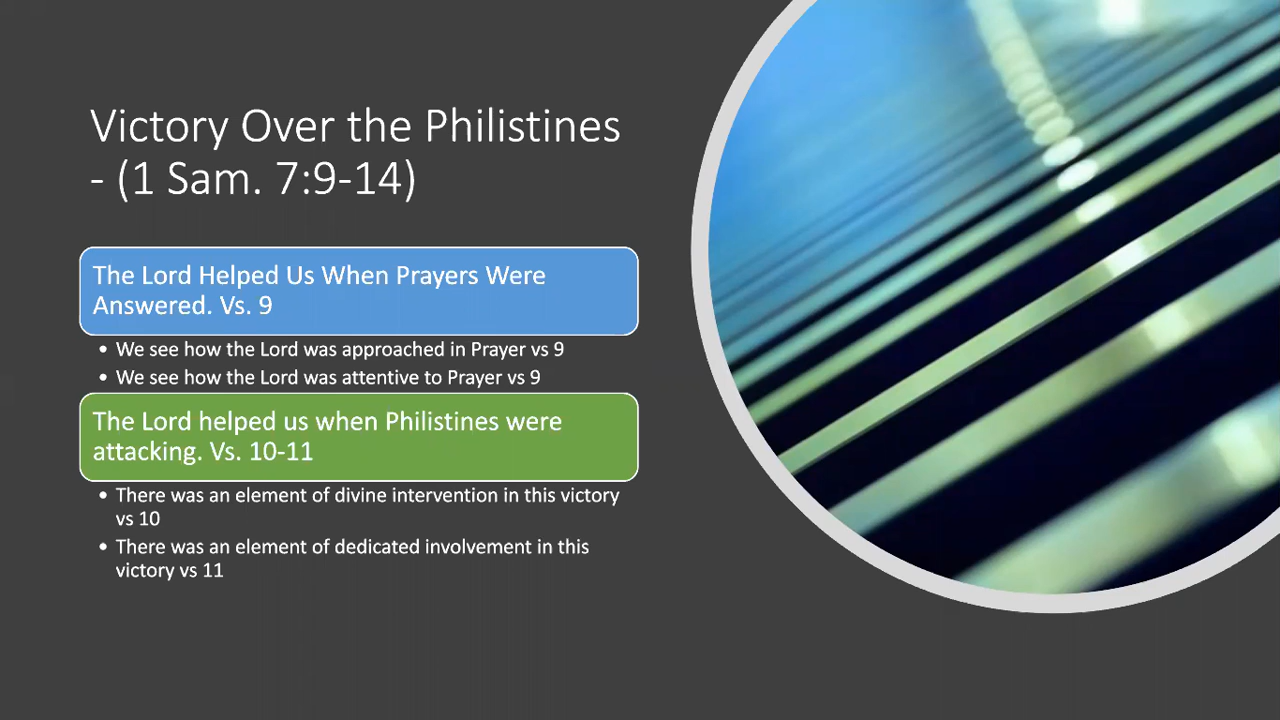 Victory Over the Philistines
- (1 Sam. 7:9-14)
The Lord Helped Us When Prayers Were
Answered. Vs. 9
• We see how the Lord was approached in Prayer vs 9
• We see how the Lord was attentive to Prayer vs 9
The Lord helped us when Philistines were
attacking. Vs. 10-11
• There was an element of divine intervention in this victory
vs 10
• There was an element of dedicated involvement in this
victory vs 11